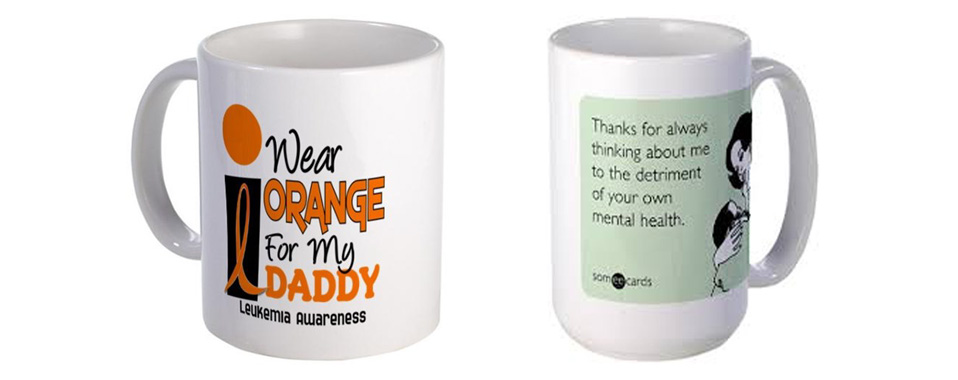 i Wear
ORANGE
For My
DADDY
Leukemia Awareness
Thanks for always
thinking about me
to the detriment
of your own
mental health.
someecards